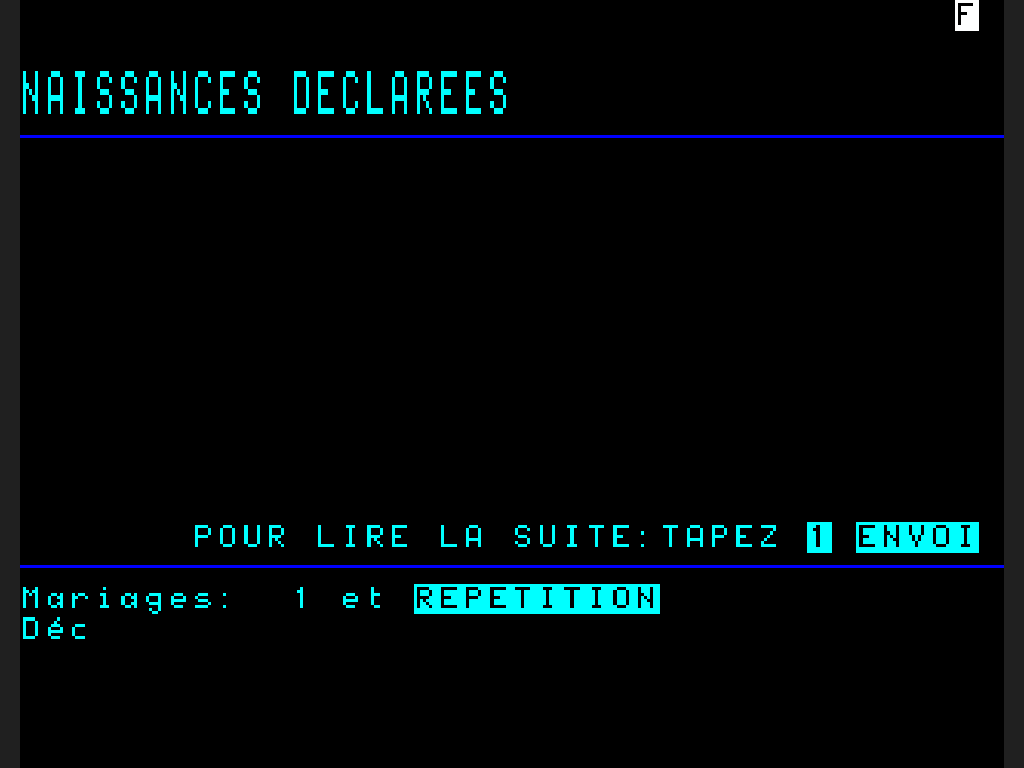 F
NAISSANCES DECLAREES
POUR LIRE LA SUITE:TAPEZ 1 ENVOI
Mariages: 1 et REPETITION
Déc